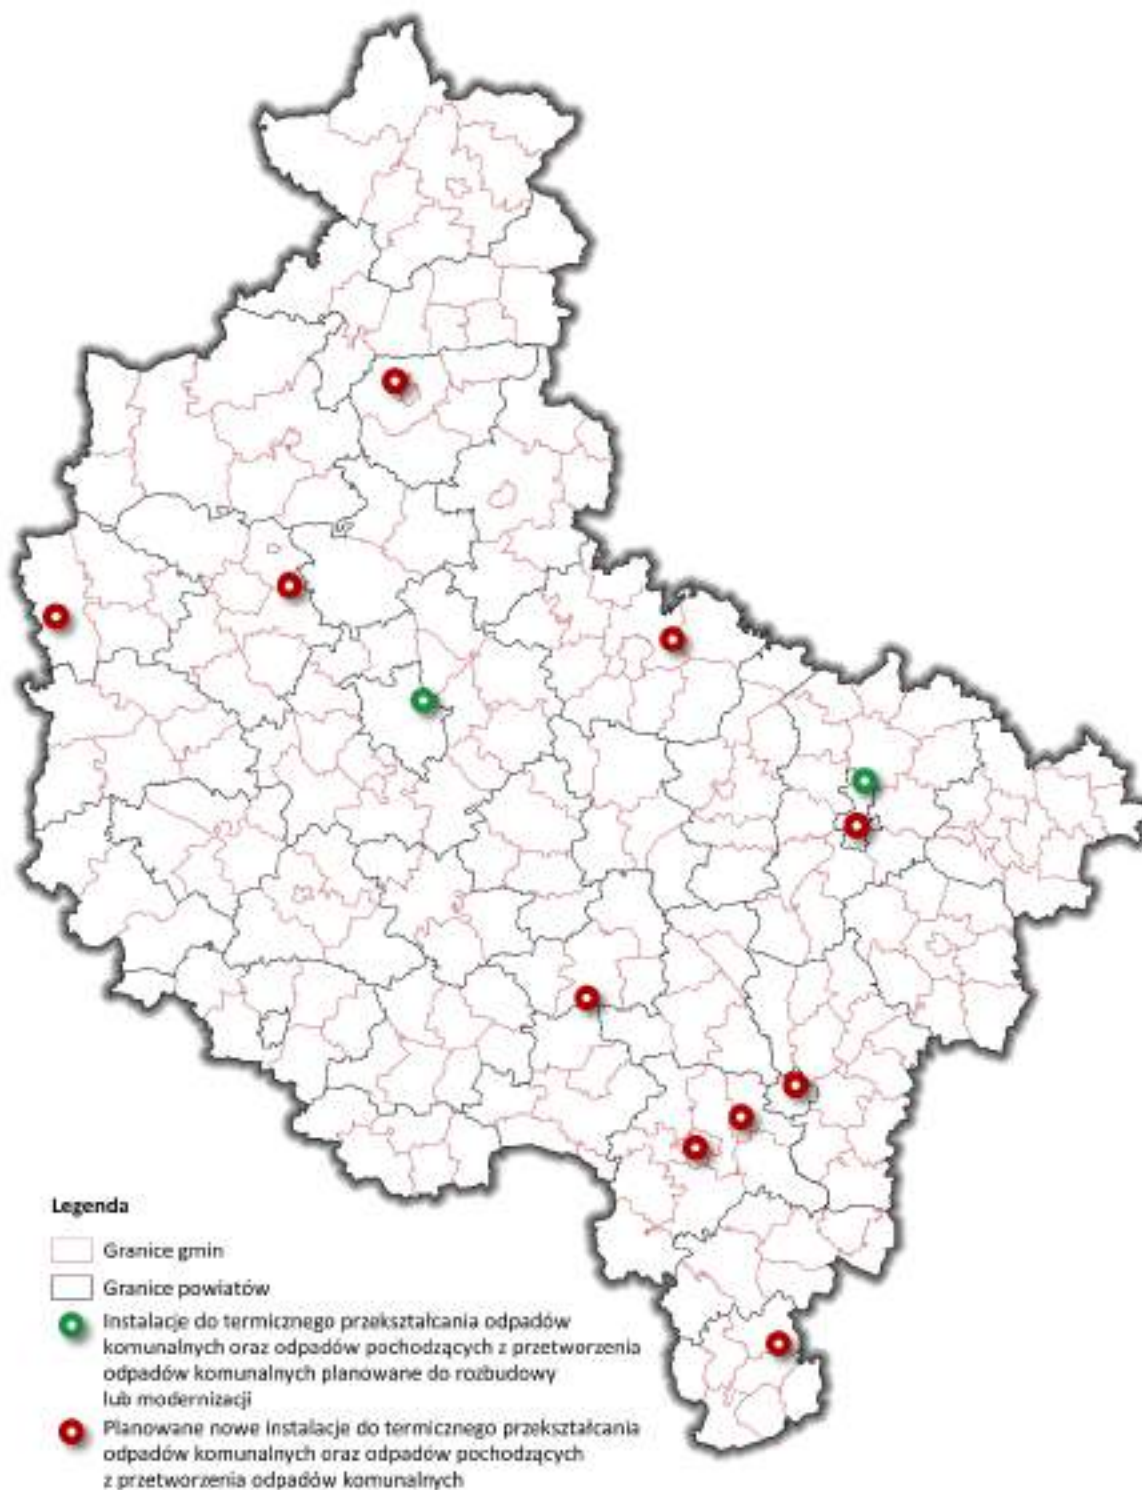 Legenda
Granice gmin
Granice powiatów
Instalacje do termicznego przekształcania odpadów
komunalnych oraz odpadów pochodzących z przetworzenia
odpadów komunalnych planowane do rozbudowy
lub modernizacji
Planowane nowe instalacje do termicznego przekształcania
odpadów komunalnych oraz odpadów pochodzących
z przetworzenia odpadów komunalnych